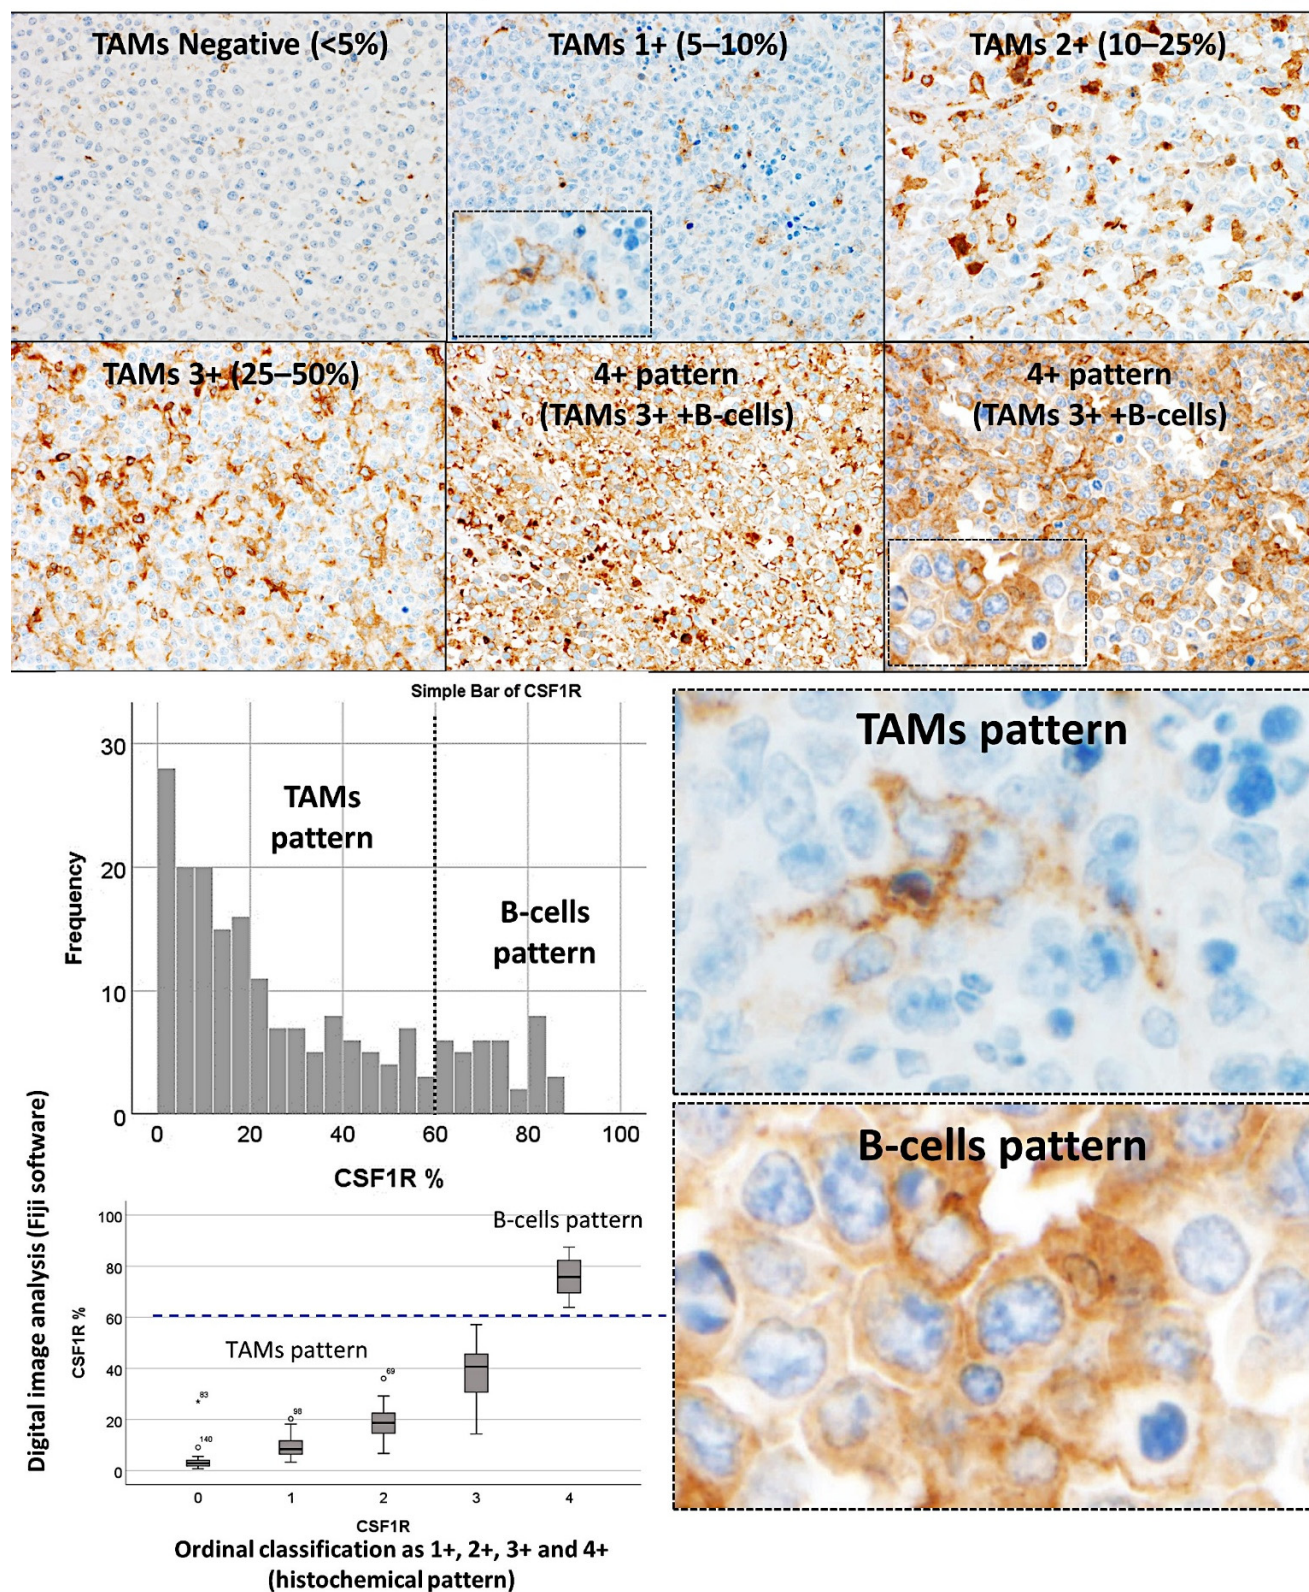 TAMs Negative (<5%)
TAMs 1+ (5–10%)
TAMs 2+ (10–25%)
TAMs 3+ (25–50%)
4+ pattern
(TAMs 3+ +B-cells)
4+ pattern
(TAMs 3+ +B-cells)
Simple Bar of CSF1R
30
20
10
0
Frequency
TAMs
pattern
B-cells
pattern
0 20 40 60 80 100
CSF1R %
TAMs pattern
B-cells pattern
Digital image analysis (Fiji software)
CSF1R %
100
80
60
40
20
0
B-cells pattern
TAMs pattern
83
140
98
69
0 1 2 3 4
CSF1R
Ordinal classification as 1+, 2+, 3+ and 4+
(histochemical pattern)